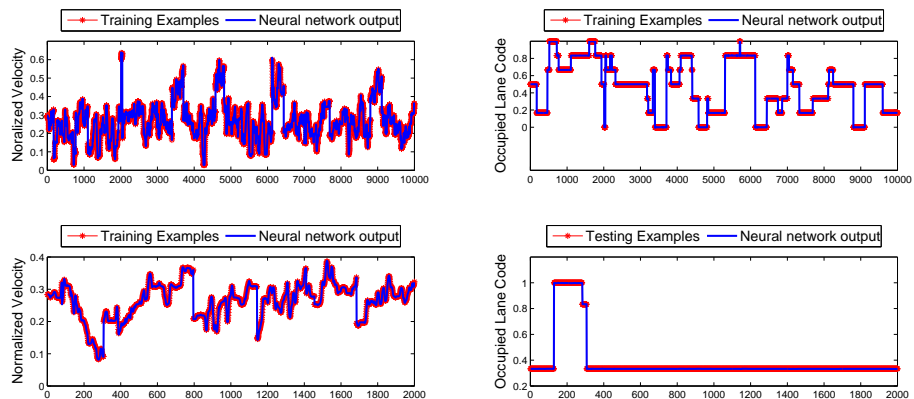 Training Examples Neural network output
Noralized Velocity
0.6
0.5
0.4
0.3
0.2
0.1
0
0 1000 2000 3000 4000 5000 6000 7000 8000 9000 10000
Training Examples Neural network output
Occupied Lane Code
0.8
0.6
0.4
0.2
0
0 1000 2000 3000 4000 5000 6000 7000 8000 9000 10000
Training Examples Neural network output
Normalized Velocity
0.4
0.3
0.2
0.1
0
0 200 400 600 800 1000 1200 1400 1600 1800 2000
Testing Examples Neural network output
Occupied Lane Code
1
0.8
0.6
0.4
0.2
0 200 400 600 800 1000 1200 1400 1600 1800 2000